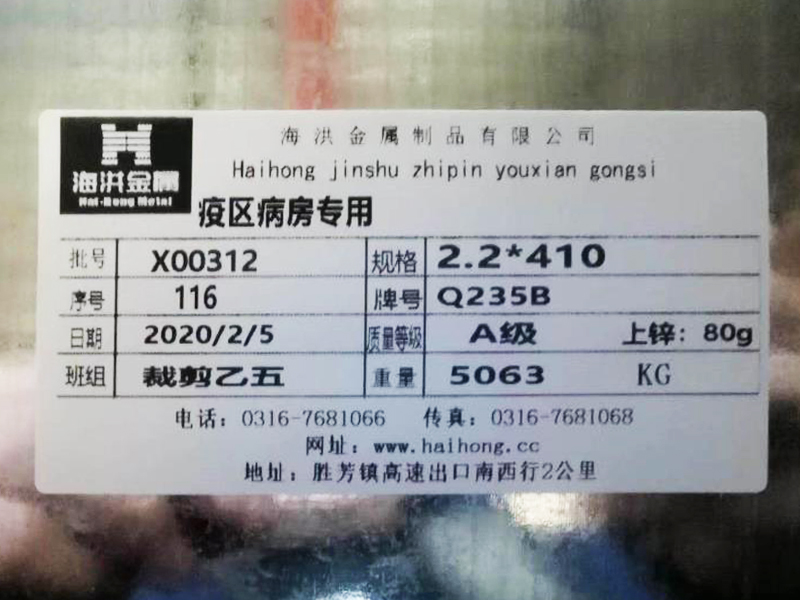 海洪金属制品有限公司
Haihong jinshu zhipin youxian gongsi
海洪金属
Hai-Hong Metal
疫区病房专用
批号 X00312 规格 2.2*410
序号 116 牌号 Q235B
日期 2020/2/5 质量等级 A级 上锌：80g
班组 裁剪乙五 重量 5063 KG
电话：0316-7681066 传真：0316-7681068
网址：www.haihong.cc
地址：胜芳镇高速出口南西行2公里